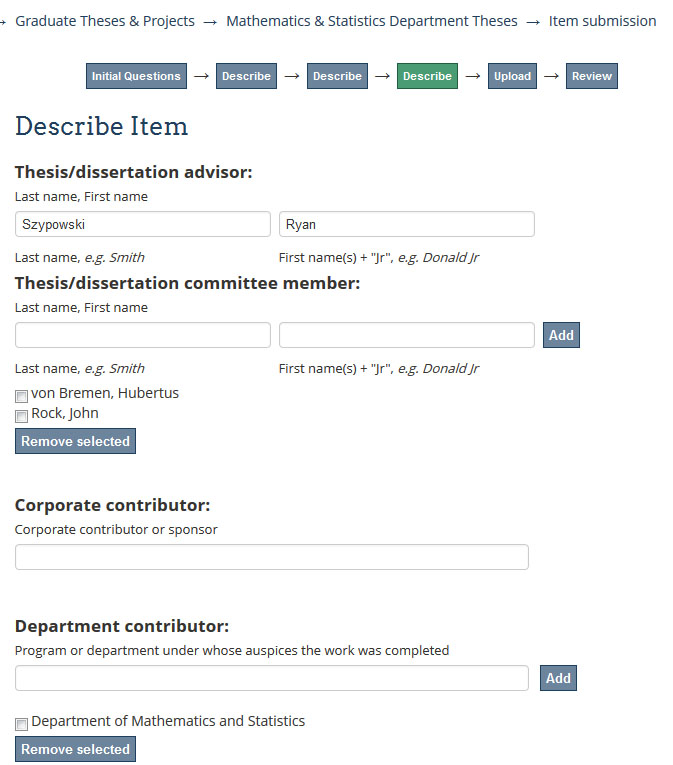 → Graduate Theses & Projects → Mathematics & Statistics Department Theses → Item submission
Initial Questions → Describe → Describe → Describe → Upload → Review
Describe Item
Thesis/dissertation advisor:
Last name, First name
Szypowski Ryan
Last name, e.g. Smith First name(s) + "Jr", e.g. Donald Jr
Thesis/dissertation committee member:
Last name, First name
Add
Last name, e.g. Smith First name(s) + "Jr", e.g. Donald Jr
von Bremen, Hubertus
Rock, John
Remove selected
Corporate contributor:
Corporate contributor or sponsor
Department contributor:
Program or department under whose auspices the work was completed
Add
Department of Mathematics and Statistics
Remove selected